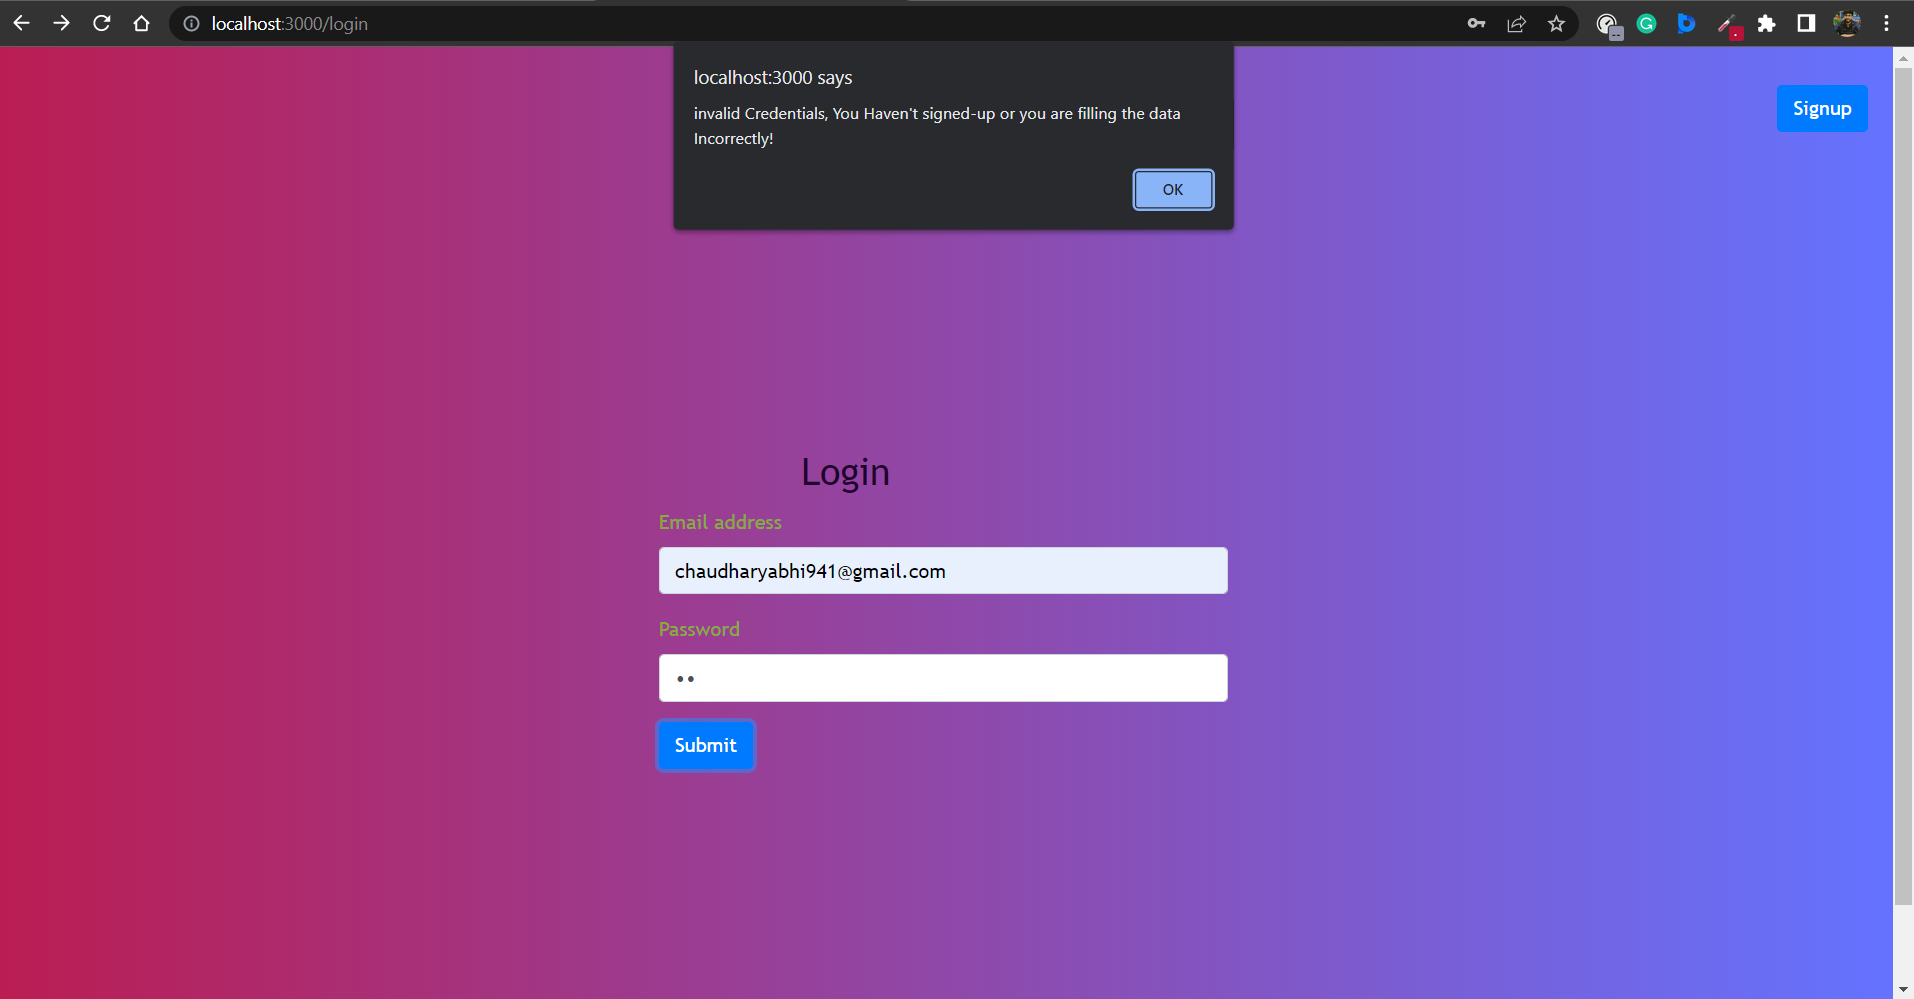 localhost:3000/login
localhost:3000 says
invalid Credentials, You Haven't signed-up or you are filling the data
Incorrectly!
OK
Signup
Login
Email address
chaudharyabhi941@gmail.com
Password
••
Submit